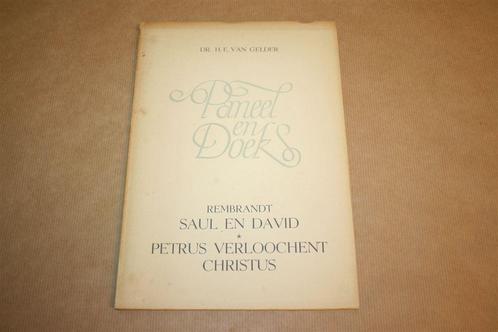 DR. H. E. VAN GELDER
Paneel
en
Doek
REMBRANDT
SAUL EN DAVID
*
PETRUS VERLOOCHENT
CHRISTUS